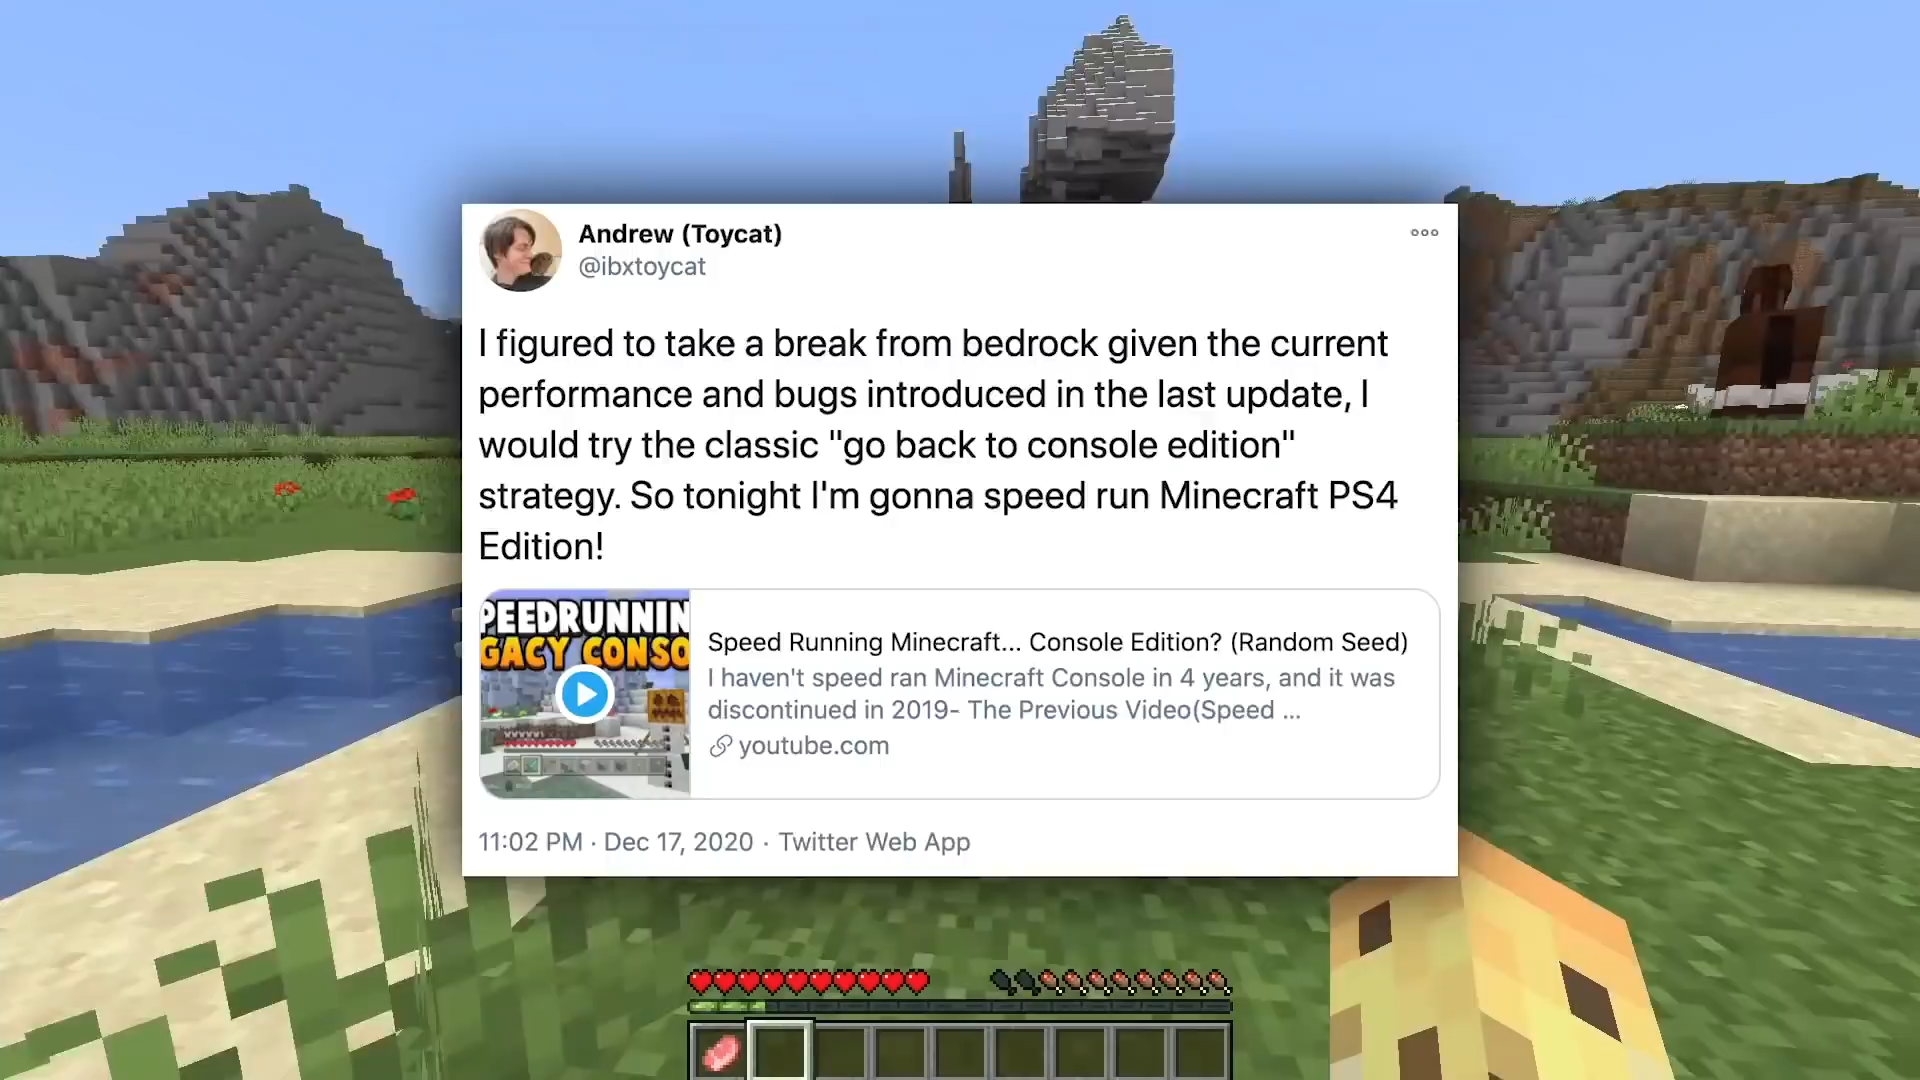 Andrew (Toycat)
@ibxtoycat
I figured to take a break from bedrock given the current
performance and bugs introduced in the last update, I
would try the classic "go back to console edition"
strategy. So tonight I'm gonna speed run Minecraft PS4
Edition!
PEEDRUNNIN
GACY CONSO
Speed Running Minecraft... Console Edition? (Random Seed)
I haven't speed ran Minecraft Console in 4 years, and it was
discontinued in 2019- The Previous Video(Speed ...
youtube.com
11:02 PM · Dec 17, 2020 · Twitter Web App